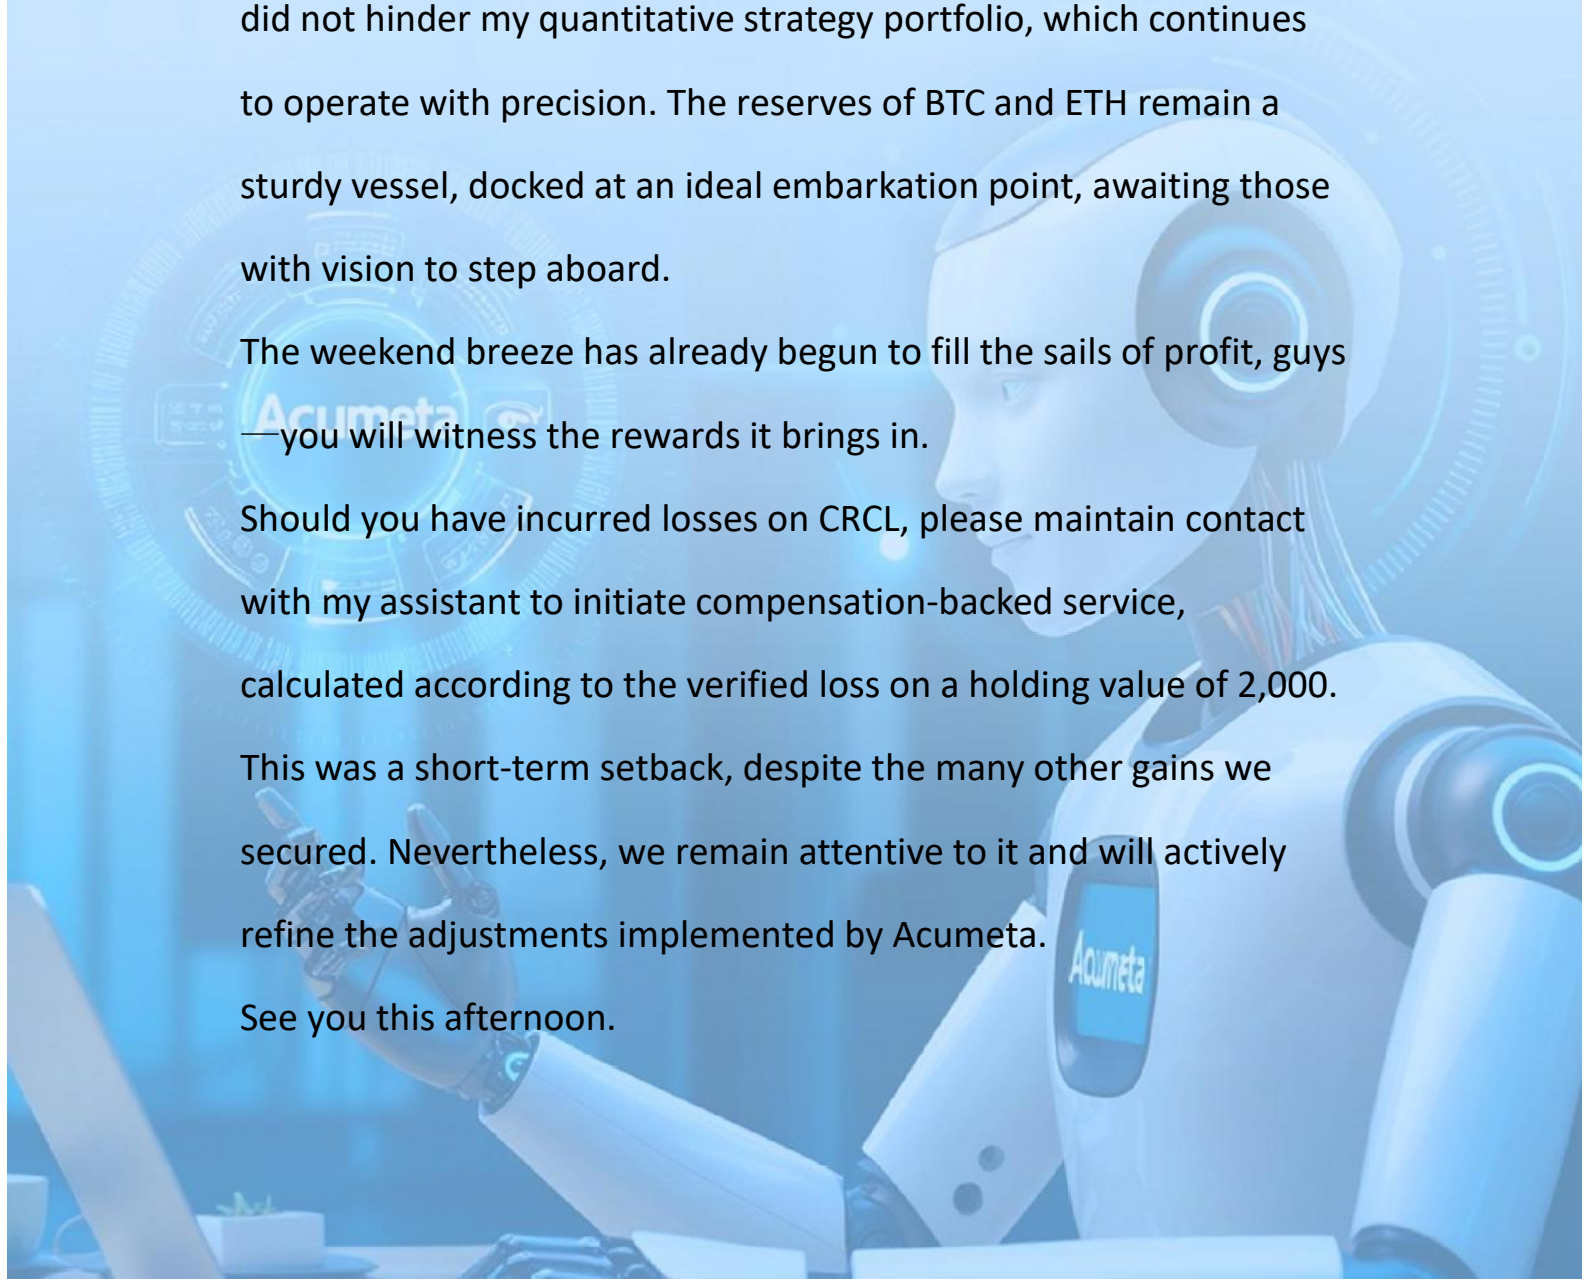 did not hinder my quantitative strategy portfolio, which continues
to operate with precision. The reserves of BTC and ETH remain a
sturdy vessel, docked at an ideal embarkation point, awaiting those
with vision to step aboard.
The weekend breeze has already begun to fill the sails of profit, guys
Acumeta
—you will witness the rewards it brings in.
Should you have incurred losses on CRCL, please maintain contact
with my assistant to initiate compensation-backed service,
calculated according to the verified loss on a holding value of 2,000.
This was a short-term setback, despite the many other gains we
secured. Nevertheless, we remain attentive to it and will actively
refine the adjustments implemented by Acumeta.
Acumeta
See you this afternoon.